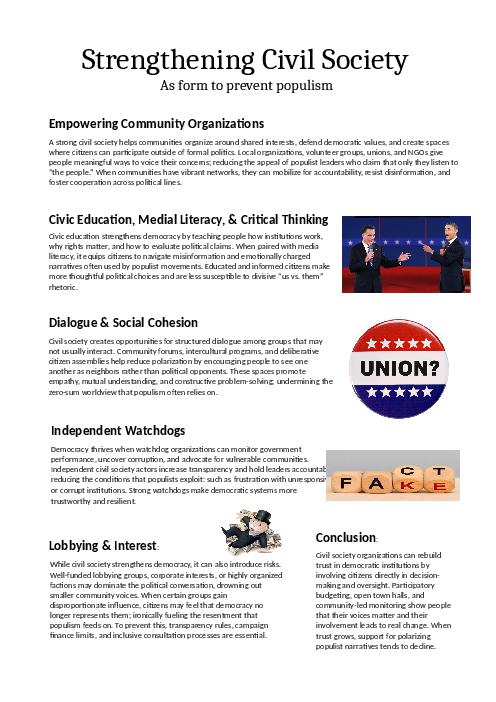 Strengthening Civil Society
As form to prevent populism
Empowering Community Organizations
A strong civil society helps communities organize around shared interests, defend democratic values, and create spaces
where citizens can participate outside of formal politics. Local organizations, volunteer groups, unions, and NGOs give
people meaningful ways to voice their concerns; reducing the appeal of populist leaders who claim that only they listen to
"the people." When communities have vibrant networks, they can mobilize for accountability, resist disinformation, and
foster cooperation across political lines.
Civic Education, Medial Literacy, & Critical Thinking
Civic education strengthens democracy by teaching people how institutions work,
why rights matter, and how to evaluate political claims. When paired with media
literacy, it equips citizens to navigate misinformation and emotionally charged
narratives often used by populist movements. Educated and informed citizens make
more thoughtful political choices and are less susceptible to divisive "us vs. them"
rhetoric.
Dialogue & Social Cohesion
Civil society creates opportunities for structured dialogue among groups that may
not usually interact. Community forums, intercultural programs, and deliberative
citizen assemblies help reduce polarization by encouraging people to see one
another as neighbors rather than political opponents. These spaces promote
empathy, mutual understanding, and constructive problem-solving; undermining the
zero-sum worldview that populism often relies on.
UNION?
Independent Watchdogs
Democracy thrives when watchdog organizations can monitor government
performance, uncover corruption, and advocate for vulnerable communities.
Independent civil society actors increase transparency and hold leaders accountab
reducing the conditions that populists exploit: such as frustration with unresponsiv
or corrupt institutions. Strong watchdogs make democratic systems more
trustworthy and resilient.
C T
F A K E
Lobbying & Interest:
While civil society strengthens democracy, it can also introduce risks.
Well-funded lobbying groups, corporate interests, or highly organized
factions may dominate the political conversation, drowning out
smaller community voices. When certain groups gain
disproportionate influence, citizens may feel that democracy no
longer represents them; ironically fueling the resentment that
populism feeds on. To prevent this, transparency rules, campaign
finance limits, and inclusive consultation processes are essential.
Conclusion:
Civil society organizations can rebuild
trust in democratic institutions by
involving citizens directly in decision-
making and oversight. Participatory
budgeting, open town halls, and
community-led monitoring show people
that their voices matter and their
involvement leads to real change. When
trust grows, support for polarizing
populist narratives tends to decline.